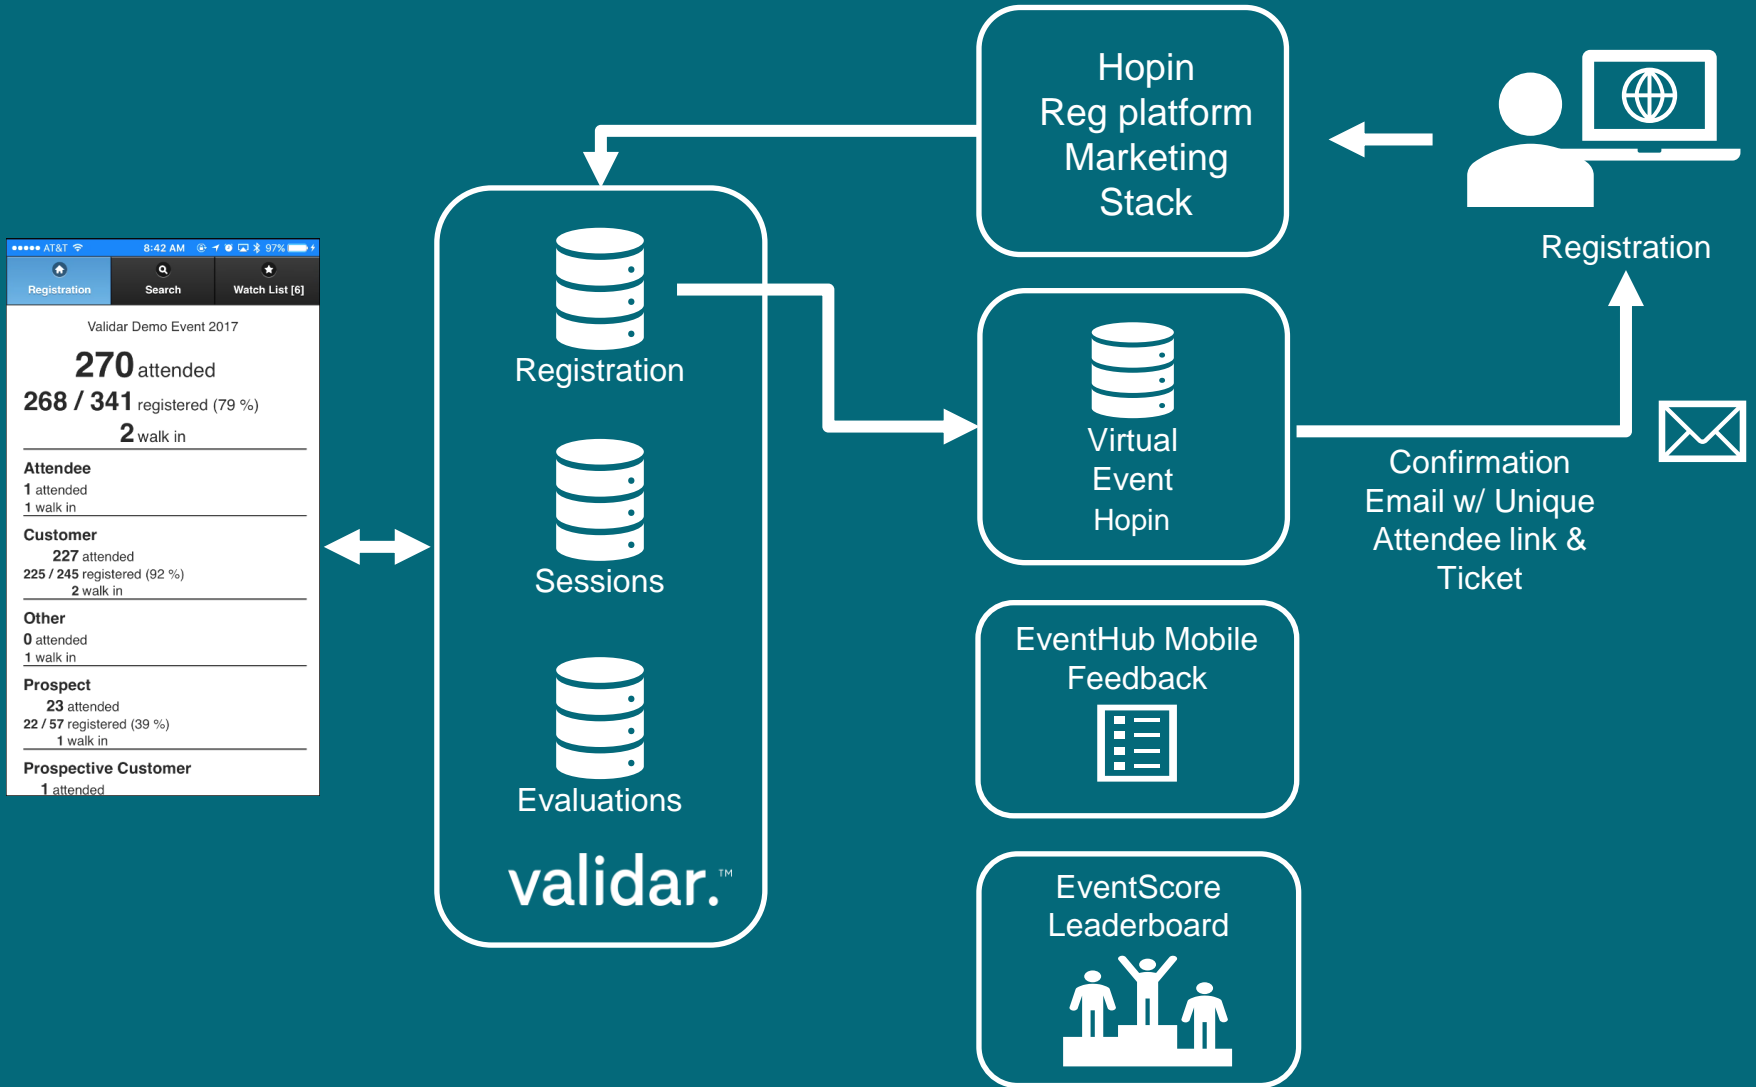 Hopin
Reg platform
Marketing
Stack
Registration
AT&T 8:42 AM 97%
Registration Search Watch List [6]
Validar Demo Event 2017
270 attended
268 / 341 registered (79 %)
2 walk in
Attendee
1 attended
1 walk in
Customer
227 attended
225 / 245 registered (92 %)
2 walk in
Other
0 attended
1 walk in
Prospect
23 attended
22 / 57 registered (39 %)
1 walk in
Prospective Customer
1 attended
Registration
Sessions
Evaluations
validar.™
Virtual
Event
Hopin
Confirmation
Email w/ Unique
Attendee link &
Ticket
EventHub Mobile
Feedback
EventScore
Leaderboard